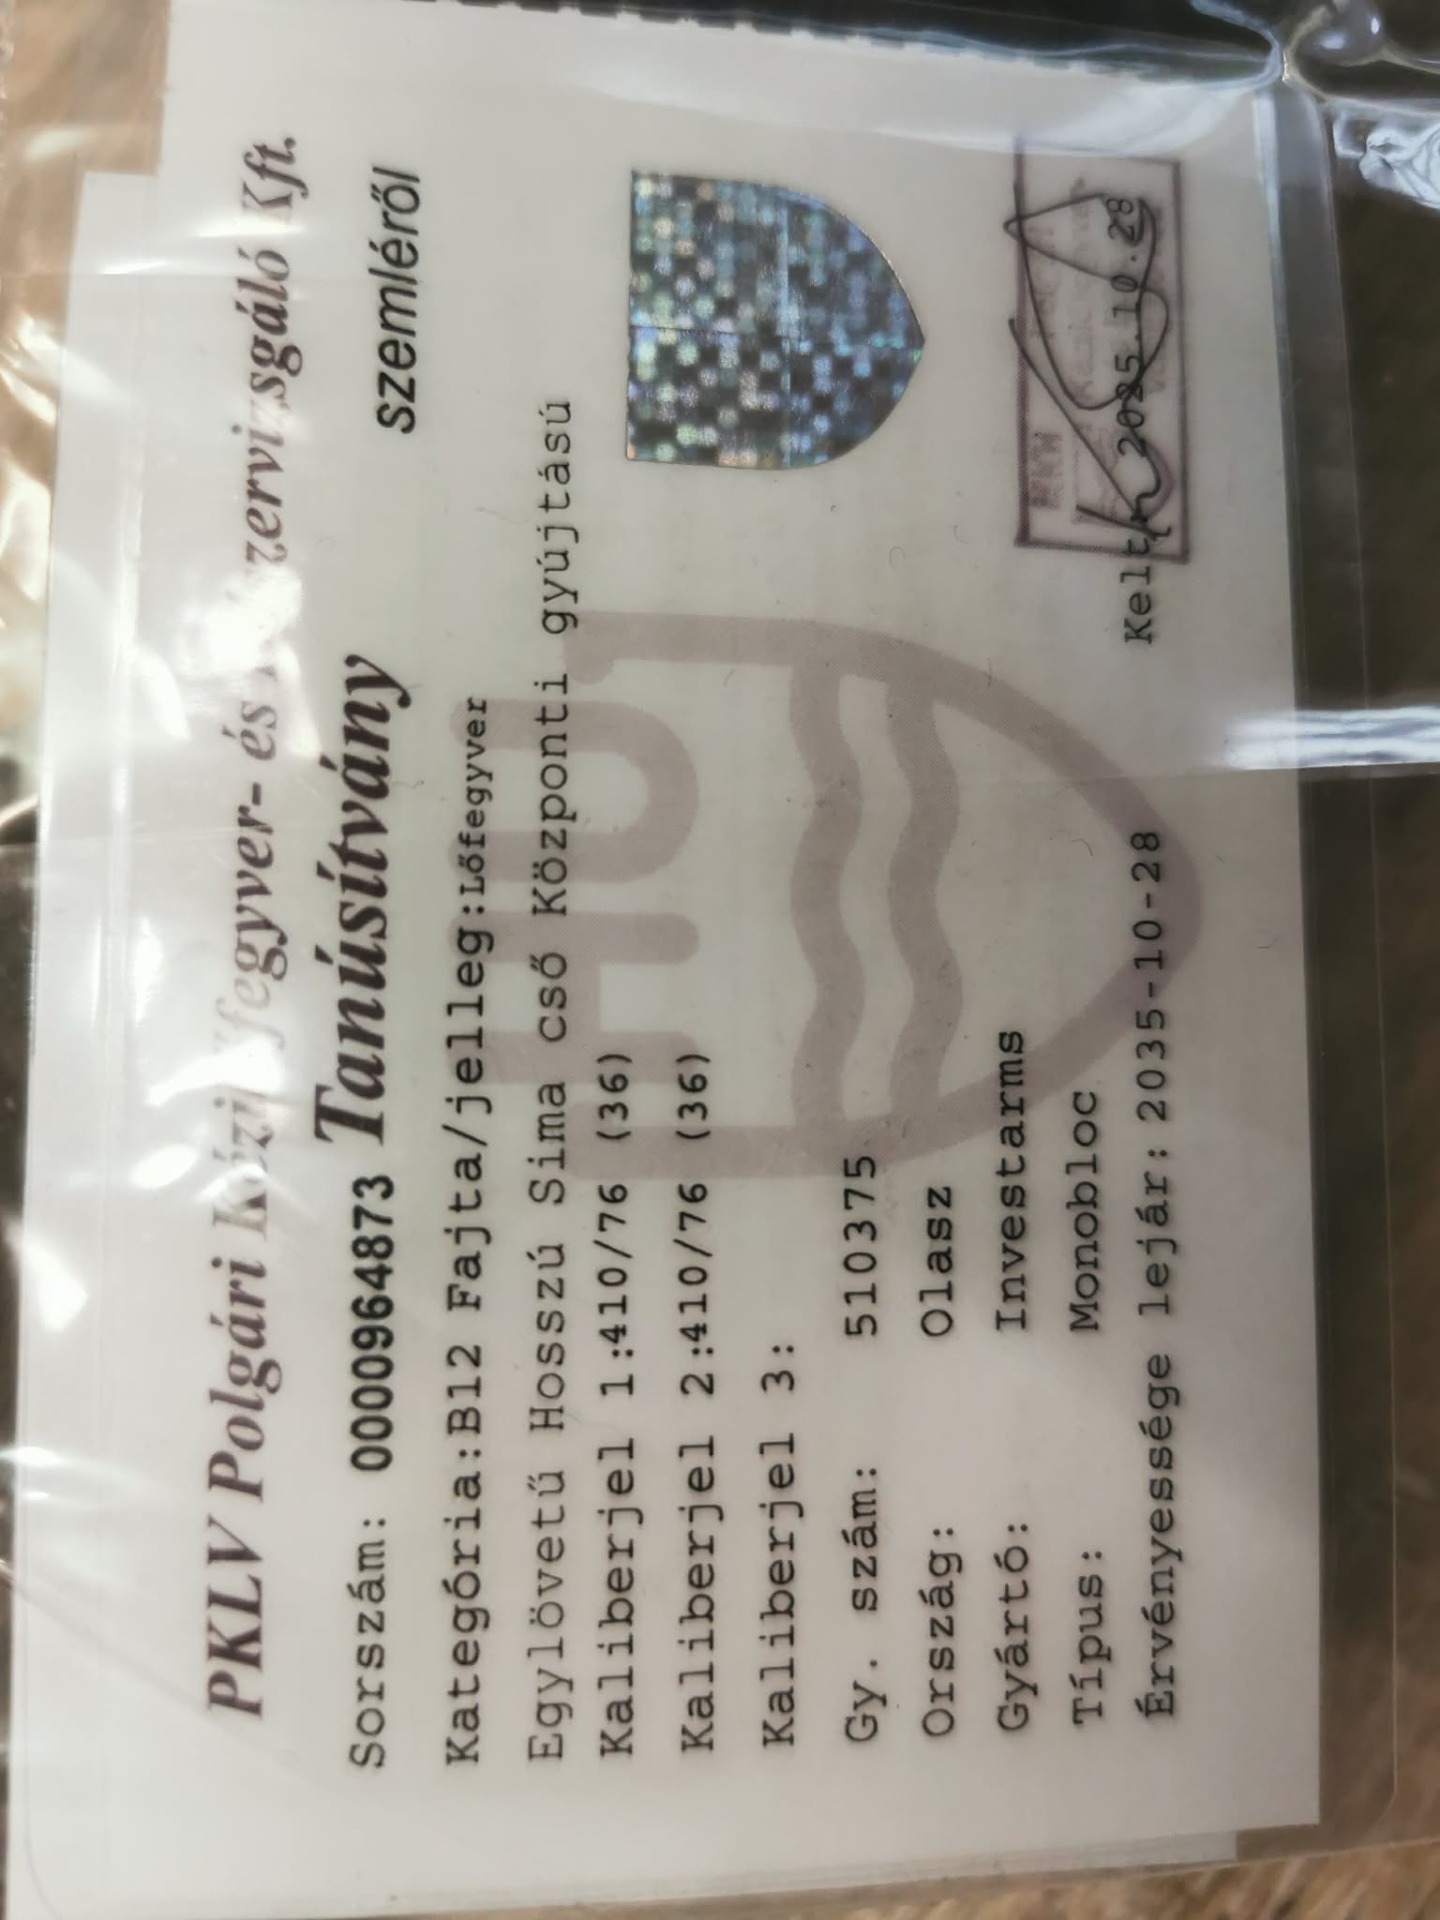 PKLV Polgári Kézilőfegyver- és Lőszervizsgáló Kft.
Sorszám: 0000964873 Tanúsítvány szemléről
Kategória:B12 Fajta/jelleg:Lőfegyver
Egylövetű Hosszú Sima cső Központi gyújtású
Kaliberjel 1:410/76 (36)
Kaliberjel 2:410/76 (36)
Kaliberjel 3:
Gy. szám: 510375
Ország: Olasz
Gyártó: Investarms
Típus: Monobloc
Érvényessége lejár: 2035-10-28 Kelt: 2025.10.28